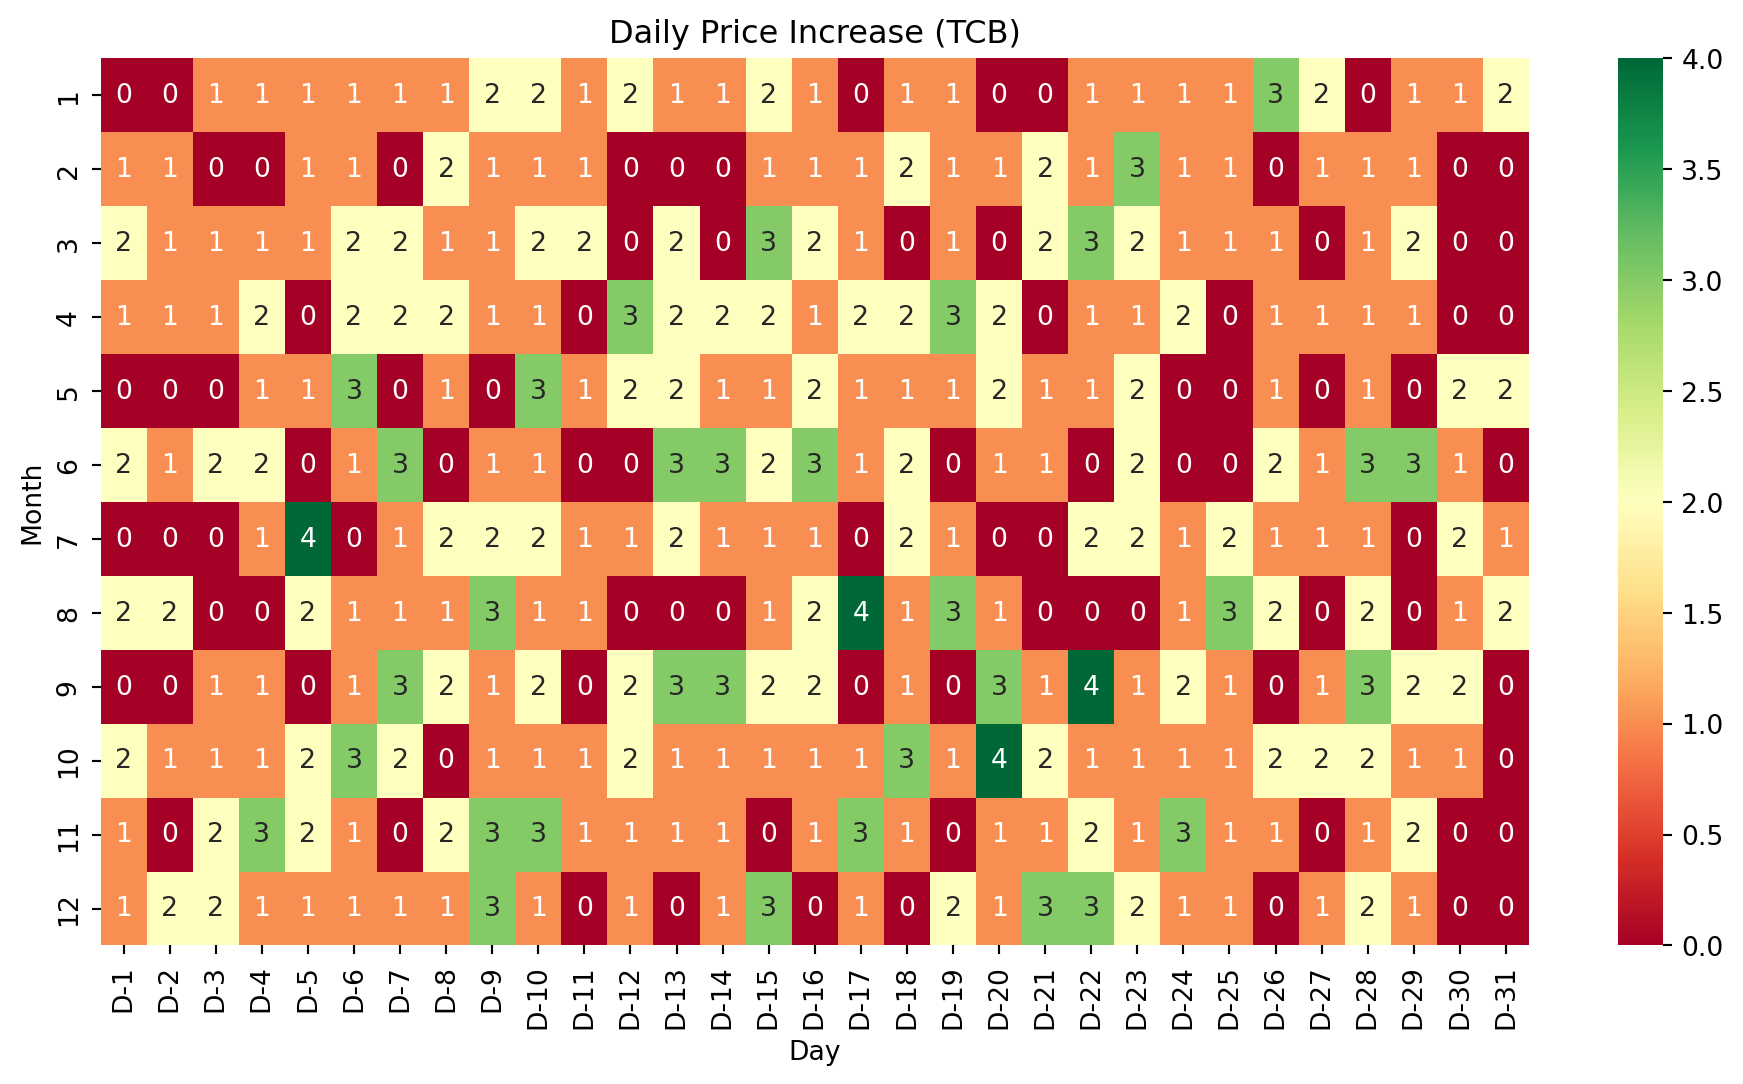 Daily Price Increase (TCB)
1 0 0 1 1 1 1 1 1 2 2 1 2 1 1 2 1 0 1 1 0 0 1 1 1 1 3 2 0 1 1 2
2 1 1 0 0 1 1 0 2 1 1 1 0 0 0 1 1 1 2 1 1 2 1 3 1 1 0 1 1 1 0 0
3 2 1 1 1 1 2 2 1 1 2 2 0 2 0 3 2 1 0 1 0 2 3 2 1 1 1 0 1 2 0 0
4 1 1 1 2 0 2 2 2 1 1 0 3 2 2 2 1 2 2 3 2 0 1 1 2 0 1 1 1 1 0 0
5 0 0 0 1 1 3 0 1 0 3 1 2 2 1 1 2 1 1 1 2 1 1 2 0 0 1 0 1 0 2 2
6 2 1 2 2 0 1 3 0 1 1 0 0 3 3 2 3 1 2 0 1 1 0 2 0 0 2 1 3 3 1 0
7 0 0 0 1 4 0 1 2 2 2 1 1 2 1 1 1 0 2 1 0 0 2 2 1 2 1 1 1 0 2 1
8 2 2 0 0 2 1 1 1 3 1 1 0 0 0 1 2 4 1 3 1 0 0 0 1 3 2 0 2 0 1 2
9 0 0 1 1 0 1 3 2 1 2 0 2 3 3 2 2 0 1 0 3 1 4 1 2 1 0 1 3 2 2 0
10 2 1 1 1 2 3 2 0 1 1 1 2 1 1 1 1 1 3 1 4 2 1 1 1 1 2 2 2 1 1 0
11 1 0 2 3 2 1 0 2 3 3 1 1 1 1 0 1 3 1 0 1 1 2 1 3 1 1 0 1 2 0 0
12 1 2 2 1 1 1 1 1 3 1 0 1 0 1 3 0 1 0 2 1 3 3 2 1 1 0 1 2 1 0 0
Month
D-1 D-2 D-3 D-4 D-5 D-6 D-7 D-8 D-9 D-10 D-11 D-12 D-13 D-14 D-15 D-16 D-17 D-18 D-19 D-20 D-21 D-22 D-23 D-24 D-25 D-26 D-27 D-28 D-29 D-30 D-31
Day
4.0
3.5
3.0
2.5
2.0
1.5
1.0
0.5
0.0